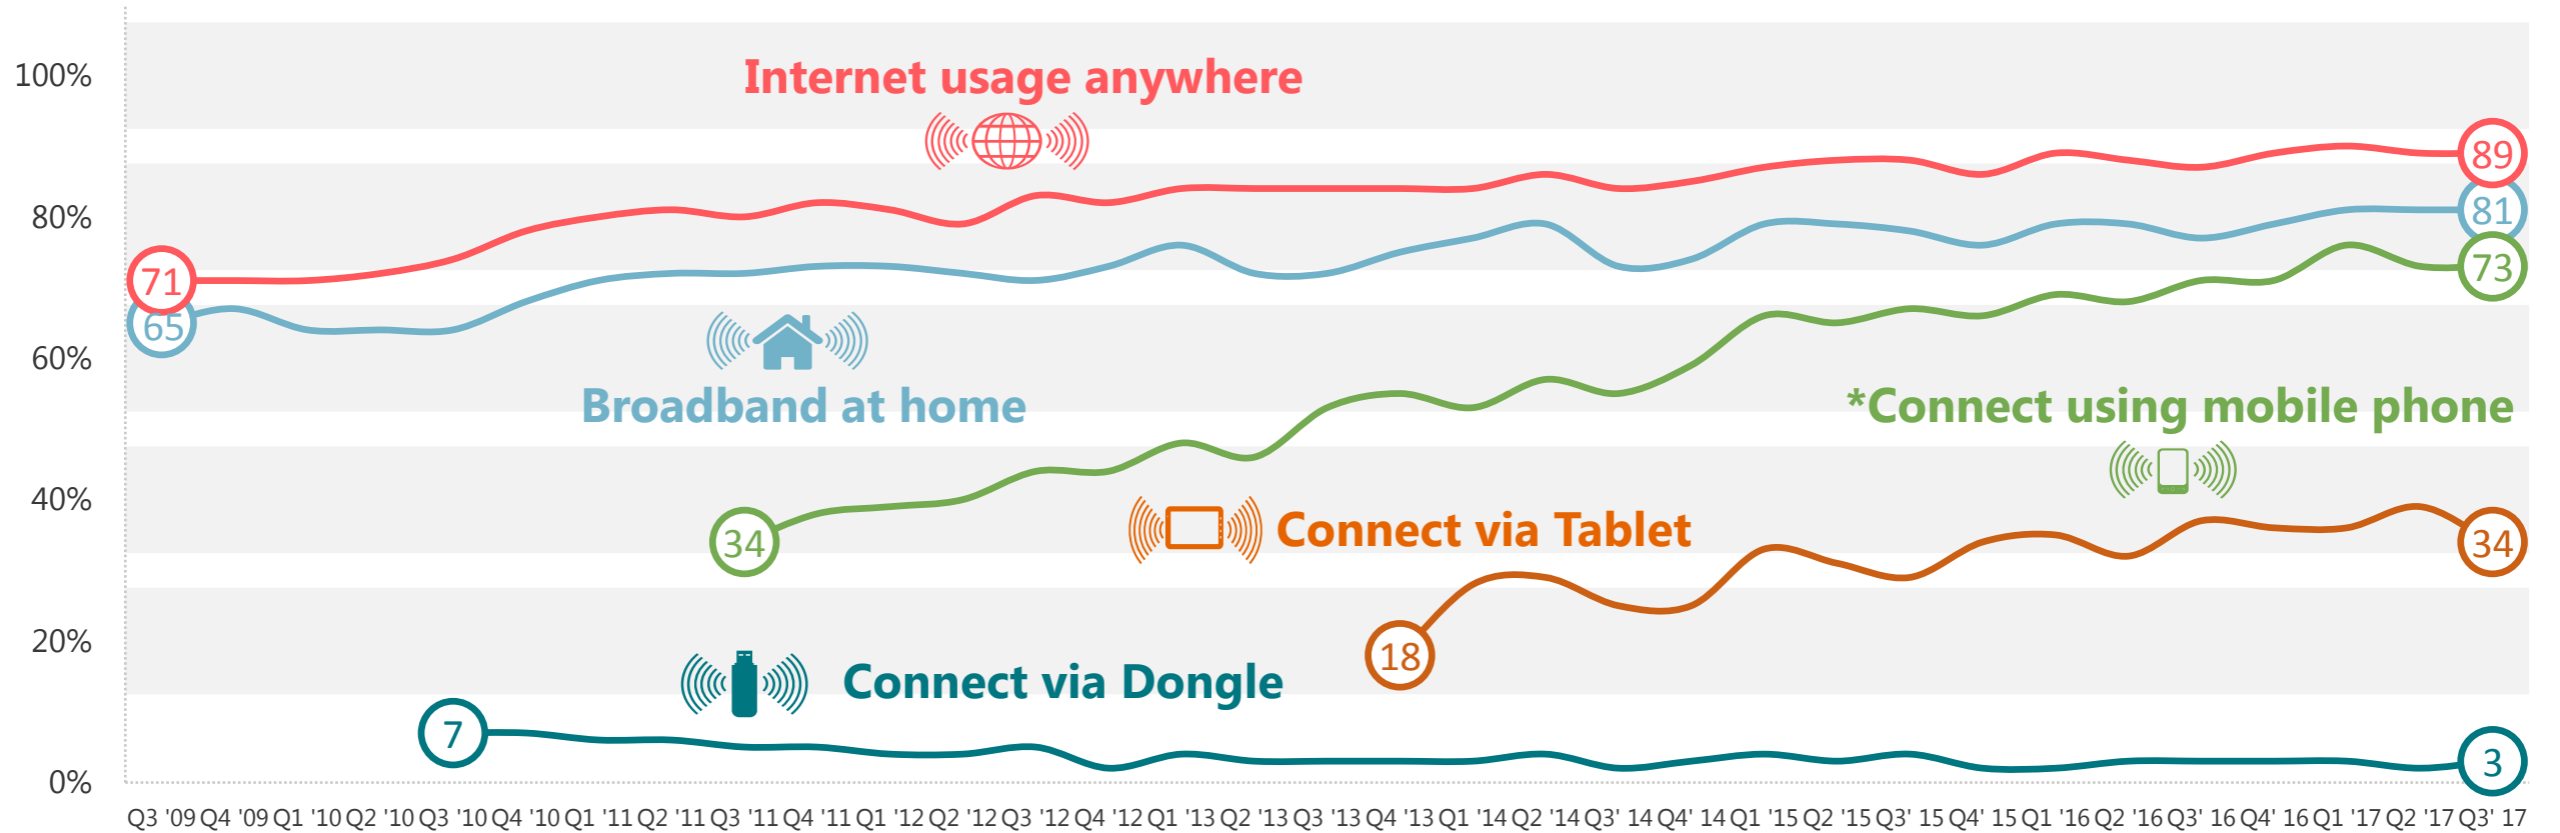 100%
Internet usage anywhere
89
80%
81
71
73
65
60%
Broadband at home
*Connect using mobile phone
40%
34
Connect via Tablet
34
20%
18
Connect via Dongle
7
3
0%
Q3 '09 Q4 '09 Q1 '10 Q2 '10 Q3 '10 Q4 '10 Q1 '11 Q2 '11 Q3 '11 Q4 '11 Q1 '12 Q2 '12 Q3 '12 Q4 '12 Q1 '13 Q2 '13 Q3 '13 Q4 '13 Q1 '14 Q2 '14 Q3' 14 Q4' 14 Q1 '15 Q2 '15 Q3' 15 Q4' 15 Q1 '16 Q2 '16 Q3' 16 Q4' 16 Q1 '17 Q2 '17 Q3' 17